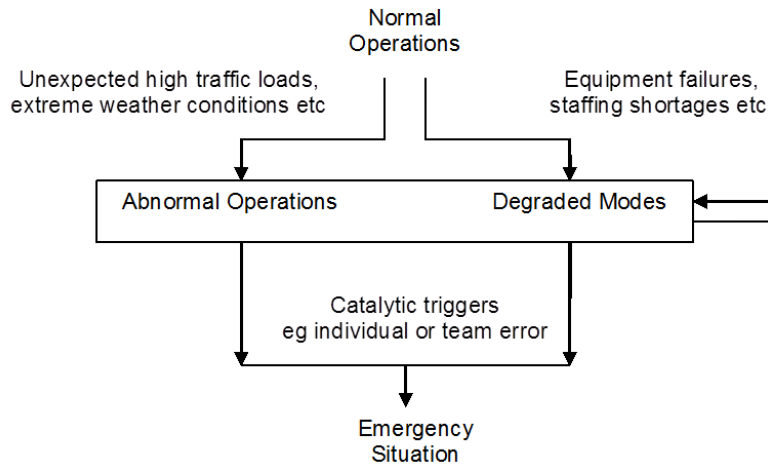 Normal
Operations
Unexpected high traffic loads,
extreme weather conditions etc
Equipment failures,
staffing shortages etc
Abnormal Operations
Degraded Modes
Catalytic triggers
eg individual or team error
Emergency
Situation